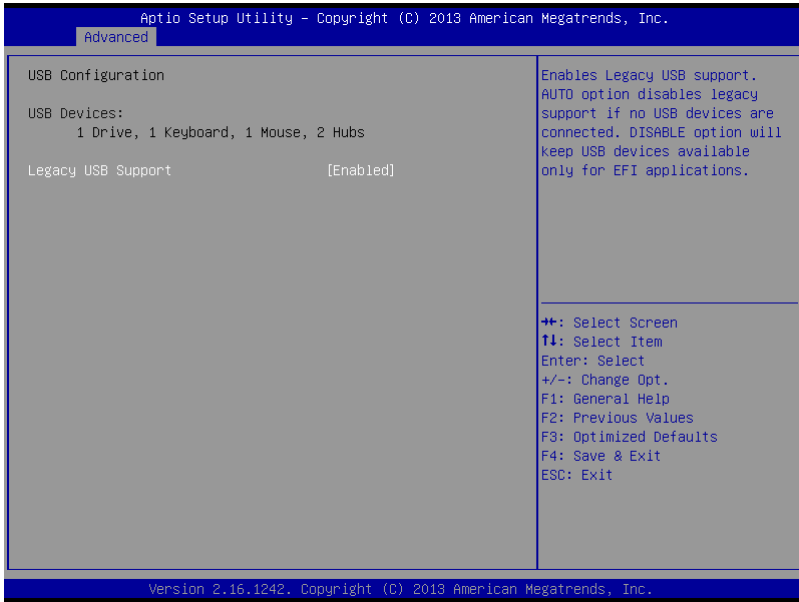 Aptio Setup Utility – Copyright (C) 2013 American Megatrends, Inc.
Advanced
USB Configuration
USB Devices:
1 Drive, 1 Keyboard, 1 Mouse, 2 Hubs
Legacy USB Support [Enabled]
Enables Legacy USB support.
AUTO option disables legacy
support if no USB devices are
connected. DISABLE option will
keep USB devices available
only for EFI applications.
→←: Select Screen
↑↓: Select Item
Enter: Select
+/-: Change Opt.
F1: General Help
F2: Previous Values
F3: Optimized Defaults
F4: Save & Exit
ESC: Exit
Version 2.16.1242. Copyright (C) 2013 American Megatrends, Inc.